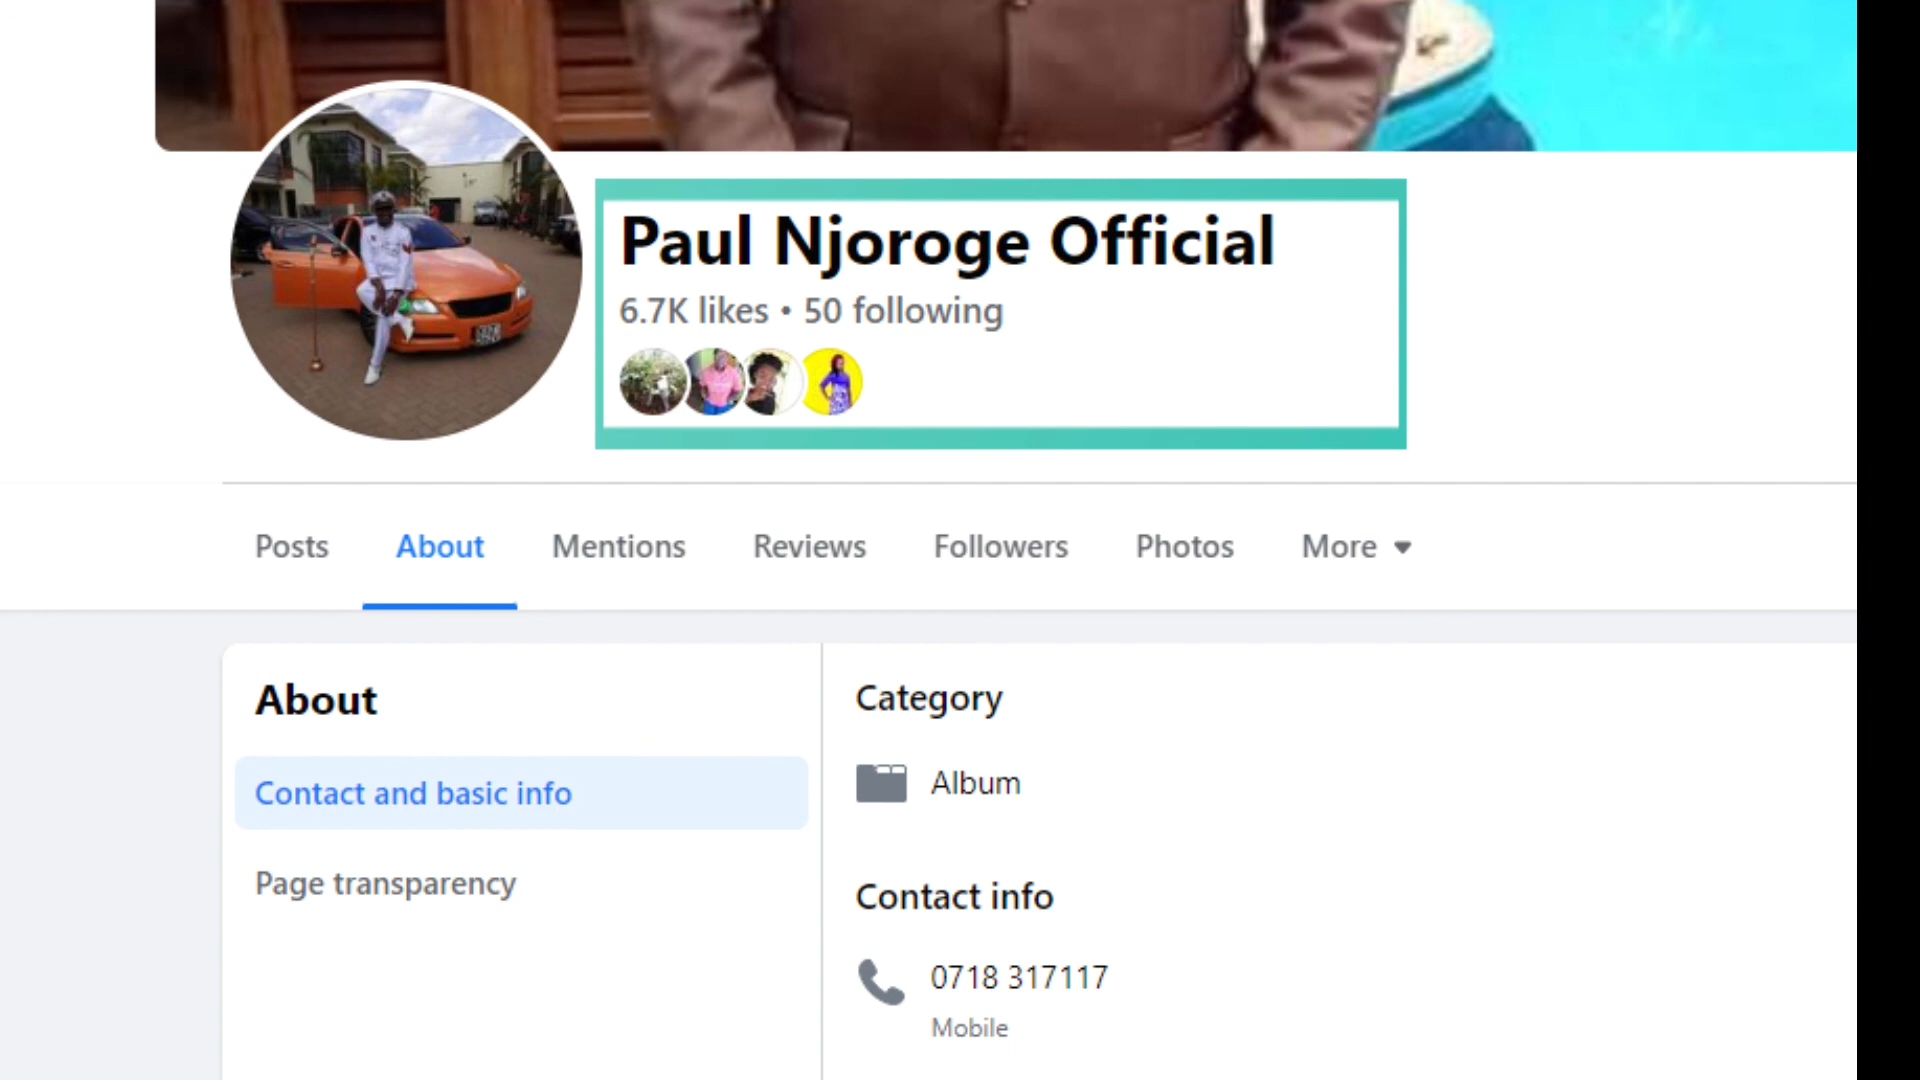 Paul Njoroge Official
6.7K likes • 50 following
Posts About Mentions Reviews Followers Photos More
About
Contact and basic info
Page transparency
Category
Album
Contact info
0718 317117
Mobile